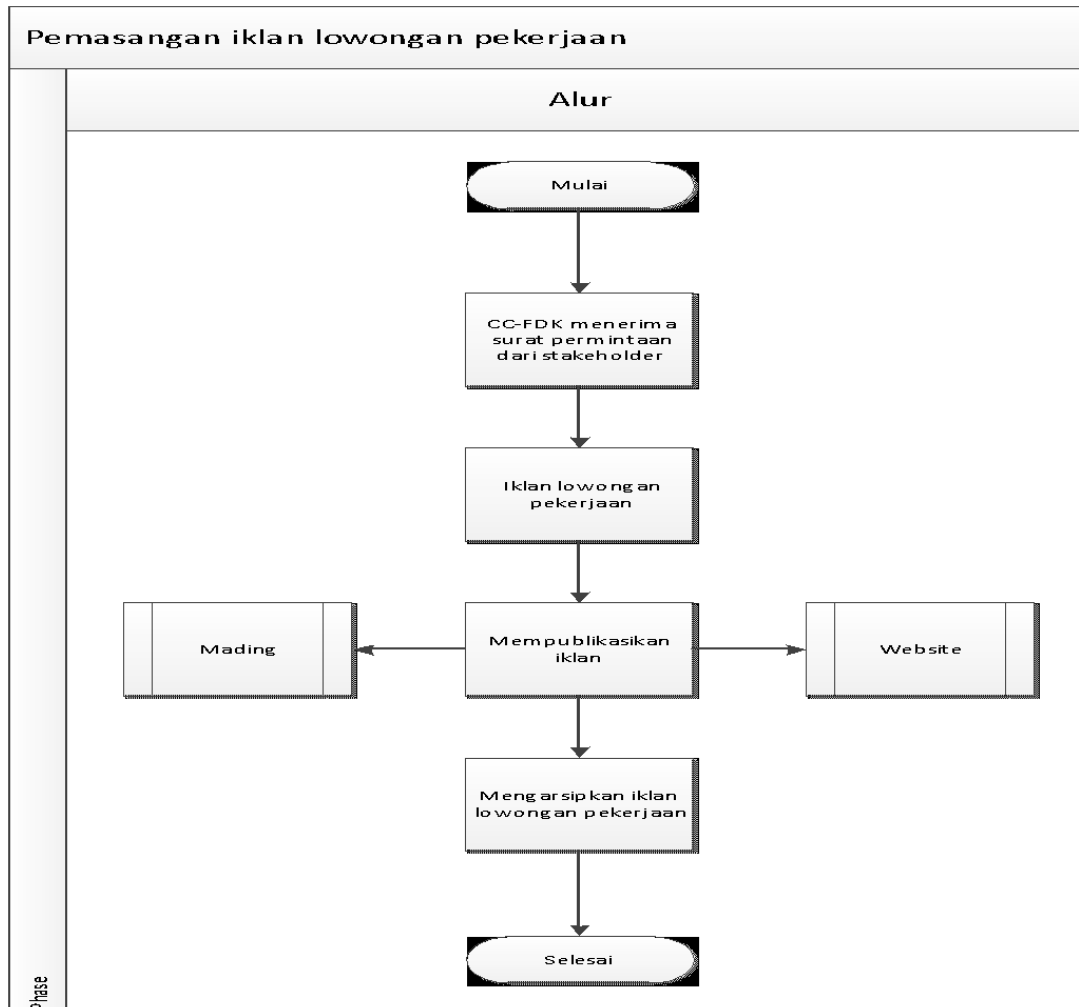 Pemasangan iklan lowongan pekerjaan
Alur
Mulai
CC-FDK menerima
surat permintaan
dari stakeholder
Iklan lowongan
pekerjaan
Mading
Mempublikasikan
iklan
Website
Mengarsipkan iklan
lowongan pekerjaan
Selesai
Phase